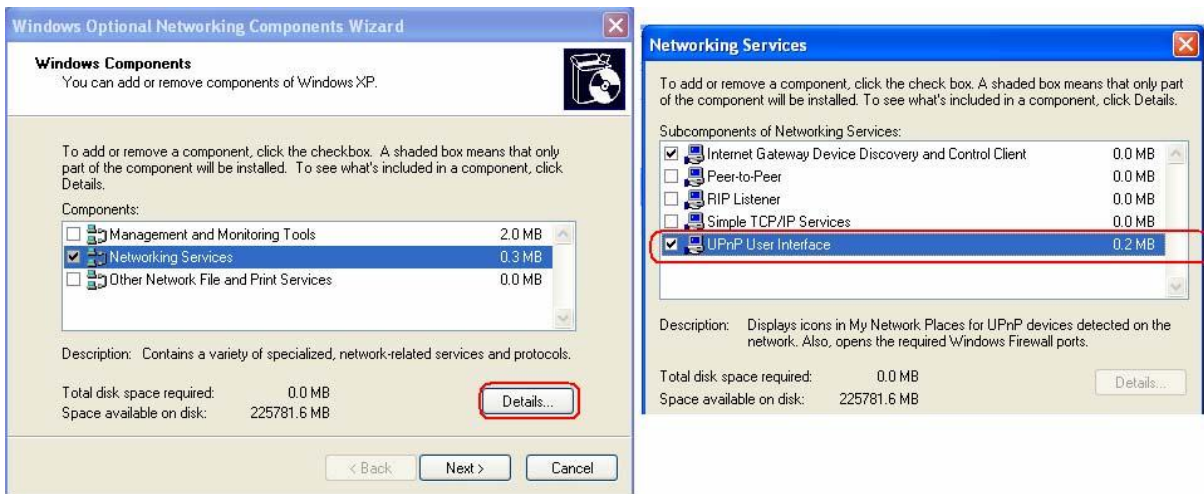 Windows Optional Networking Components Wizard
Windows Components
You can add or remove components of Windows XP.
To add or remove a component, click the checkbox. A shaded box means that only
part of the component will be installed. To see what's included in a component, click
Details.
Components:
Management and Monitoring Tools 2.0 MB
Networking Services 0.3 MB
Other Network File and Print Services 0.0 MB
Description: Contains a variety of specialized, network-related services and protocols.
Total disk space required: 0.0 MB
Space available on disk: 225781.6 MB
Details...
< Back Next > Cancel
Networking Services
To add or remove a component, click the check box. A shaded box means that only part
of the component will be installed. To see what's included in a component, click Details.
Subcomponents of Networking Services:
Internet Gateway Device Discovery and Control Client 0.0 MB
Peer-to-Peer 0.0 MB
RIP Listener 0.0 MB
Simple TCP/IP Services 0.0 MB
UPnP User Interface 0.2 MB
Description: Displays icons in My Network Places for UPnP devices detected on the
network. Also, opens the required Windows Firewall ports.
Total disk space required: 0.0 MB
Space available on disk: 225781.6 MB
Details...